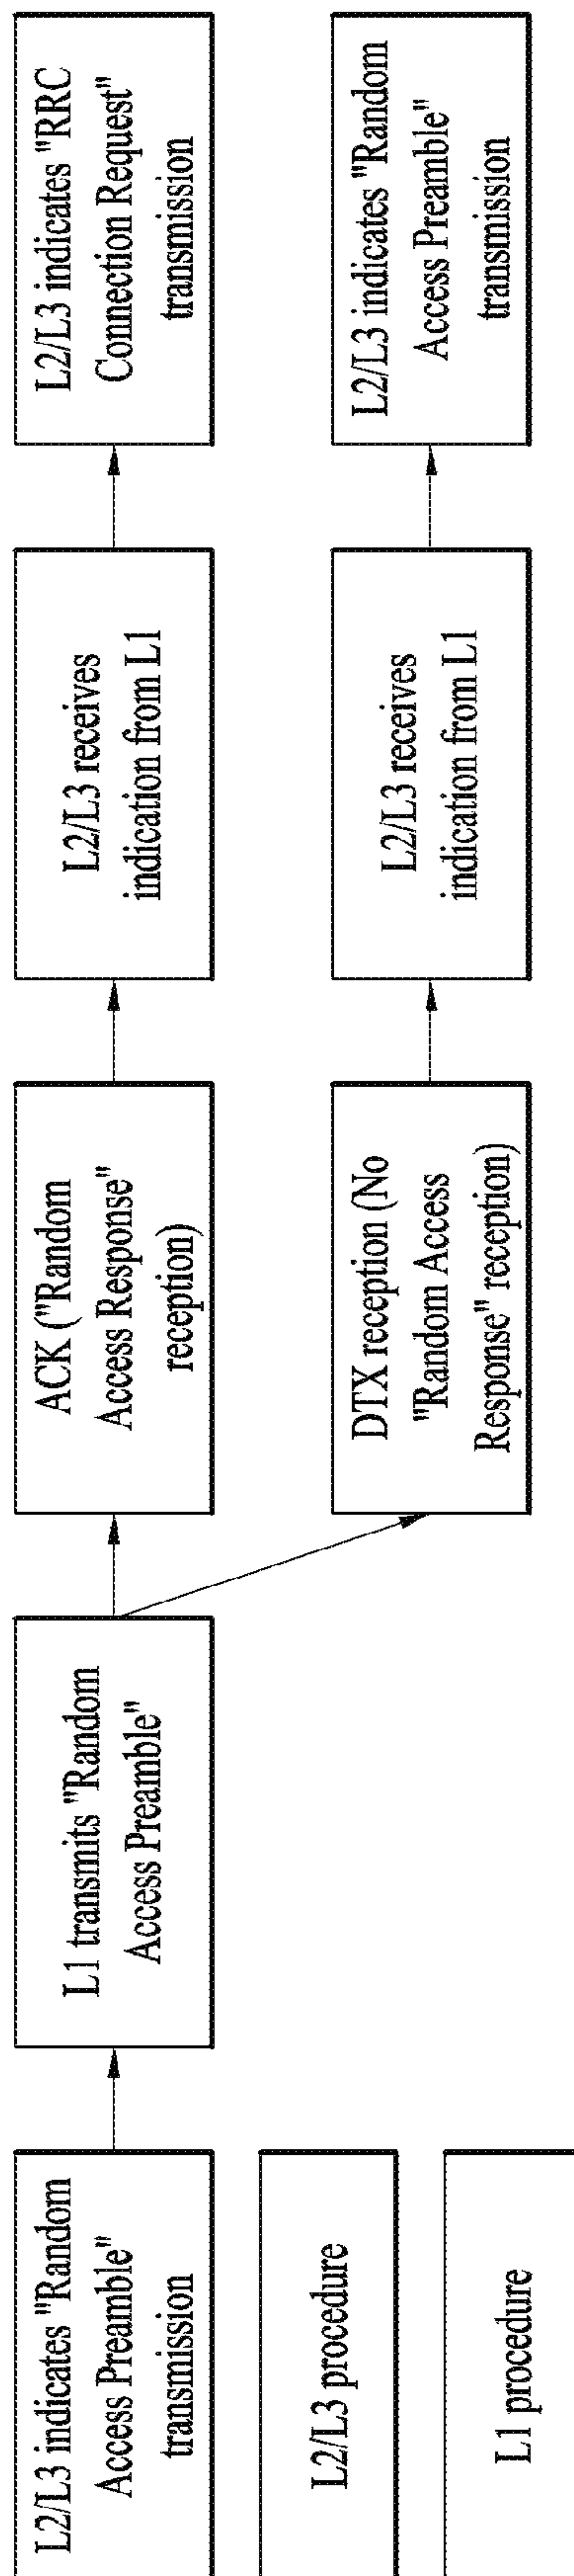 L2/L3 indicates "Random
Access Preamble"
transmission
L1 transmits "Random
Access Preamble"
ACK ("Random
Access Response"
reception)
L2/L3 receives
indication from L1
L2/L3 indicates "RRC
Connection Request"
transmission
DTX reception (No
"Random Access
Response" reception)
L2/L3 receives
indication from L1
L2/L3 indicates "Random
Access Preamble"
transmission
L2/L3 procedure
L1 procedure